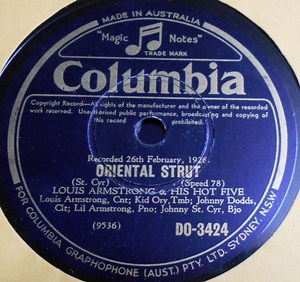 MADE IN AUSTRALIA
"Magic Notes"
TRADE MARK
Columbia
Copyright Record—All rights of the manufacturer and the owner of the recorded
work reserved. Unauthorised public performance, broadcasting and copying of
this record prohibited.
Recorded 26th February, 1926.
ORIENTAL STRUT
(St. Cyr) (Speed 78)
LOUIS ARMSTRONG & HIS HOT FIVE
Louis Armstrong, Cnt; Kid Ory, Tmb; Johnny Dodds,
Clt; Lil Armstrong, Pno; Johnny St. Cyr, Bjo
(9536) DO-3424
FOR COLUMBIA GRAPHOPHONE (AUST.) PTY. LTD. SYDNEY. N.S.W